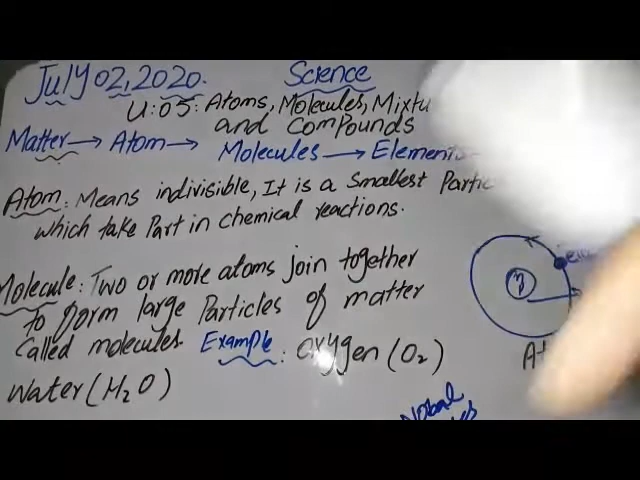 July 02, 2020. Science
U:05: Atoms, Molecules, Mixtu
and Compounds
Matter → Atom → Molecules → Elements
Atom: Means indivisible, It is a Smallest Partic
which take Part in chemical reactions.
Molecule: Two or more atoms join together
to form large Particles of matter
Called molecules Example: oxygen (O₂)
Water (H₂O)
At
Nobal